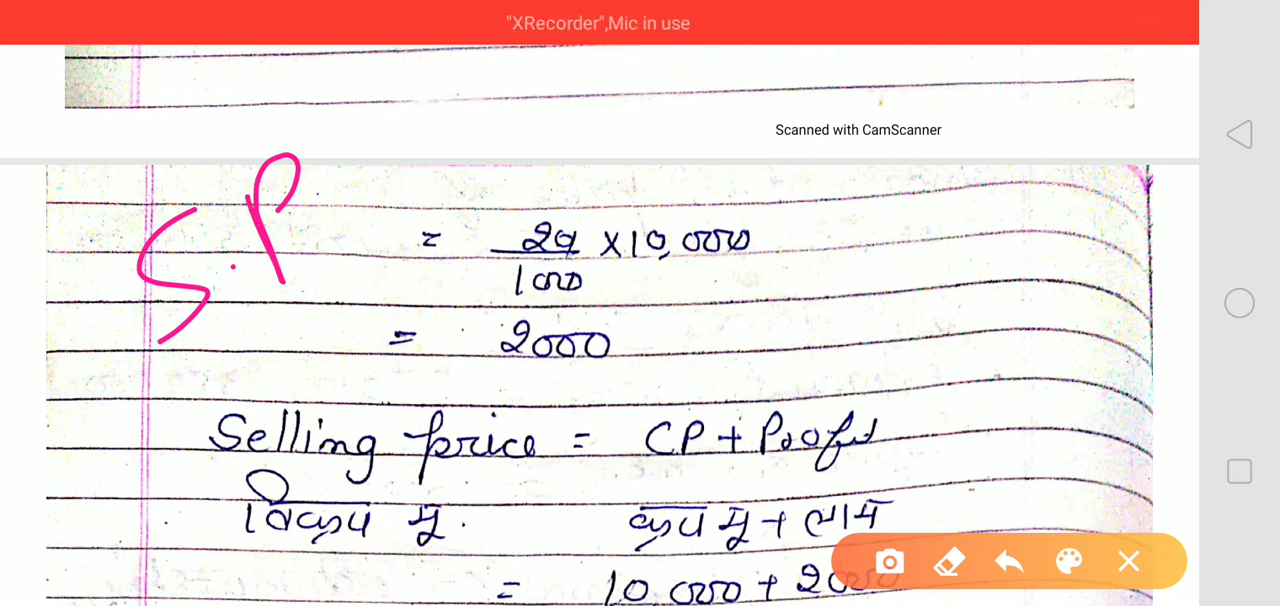 "XRecorder",Mic in use
Scanned with CamScanner
S.P
= 20/100 × 10,000
= 2000
Selling price = CP + Profit
विक्रय मू. क्रय मू + लाभ
= 10,000 + 2000